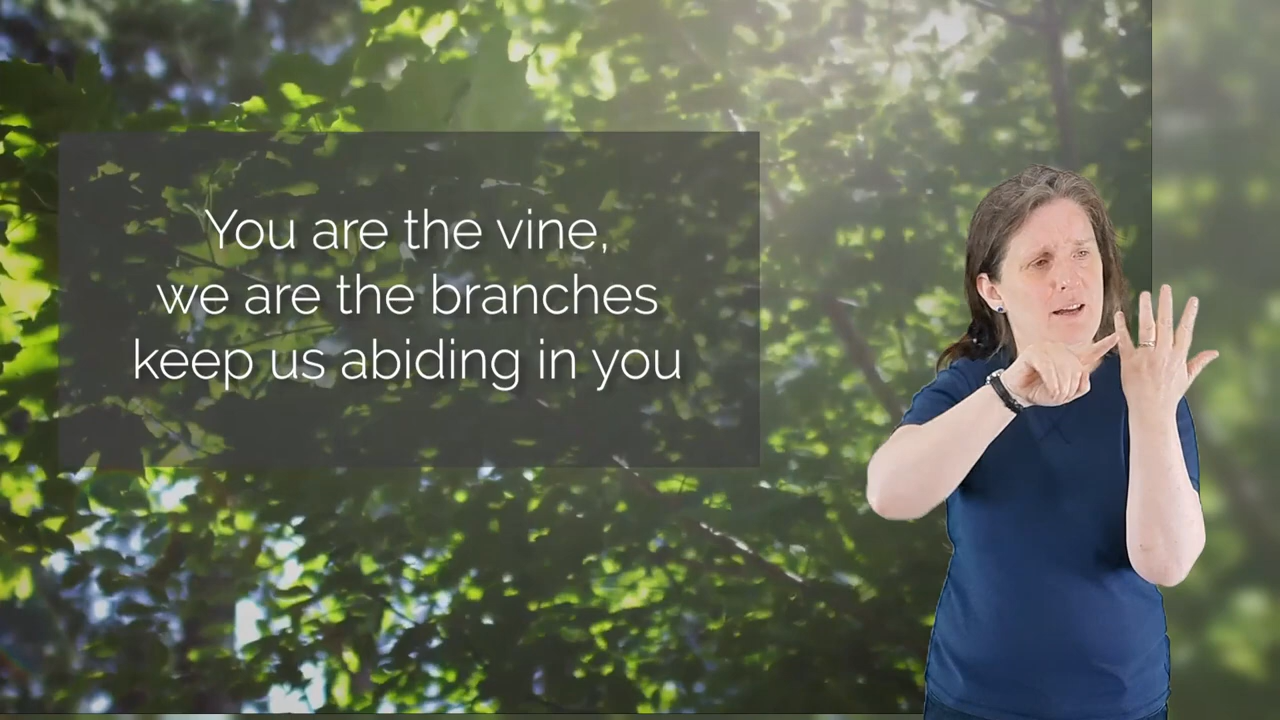 You are the vine,
we are the branches
keep us abiding in you